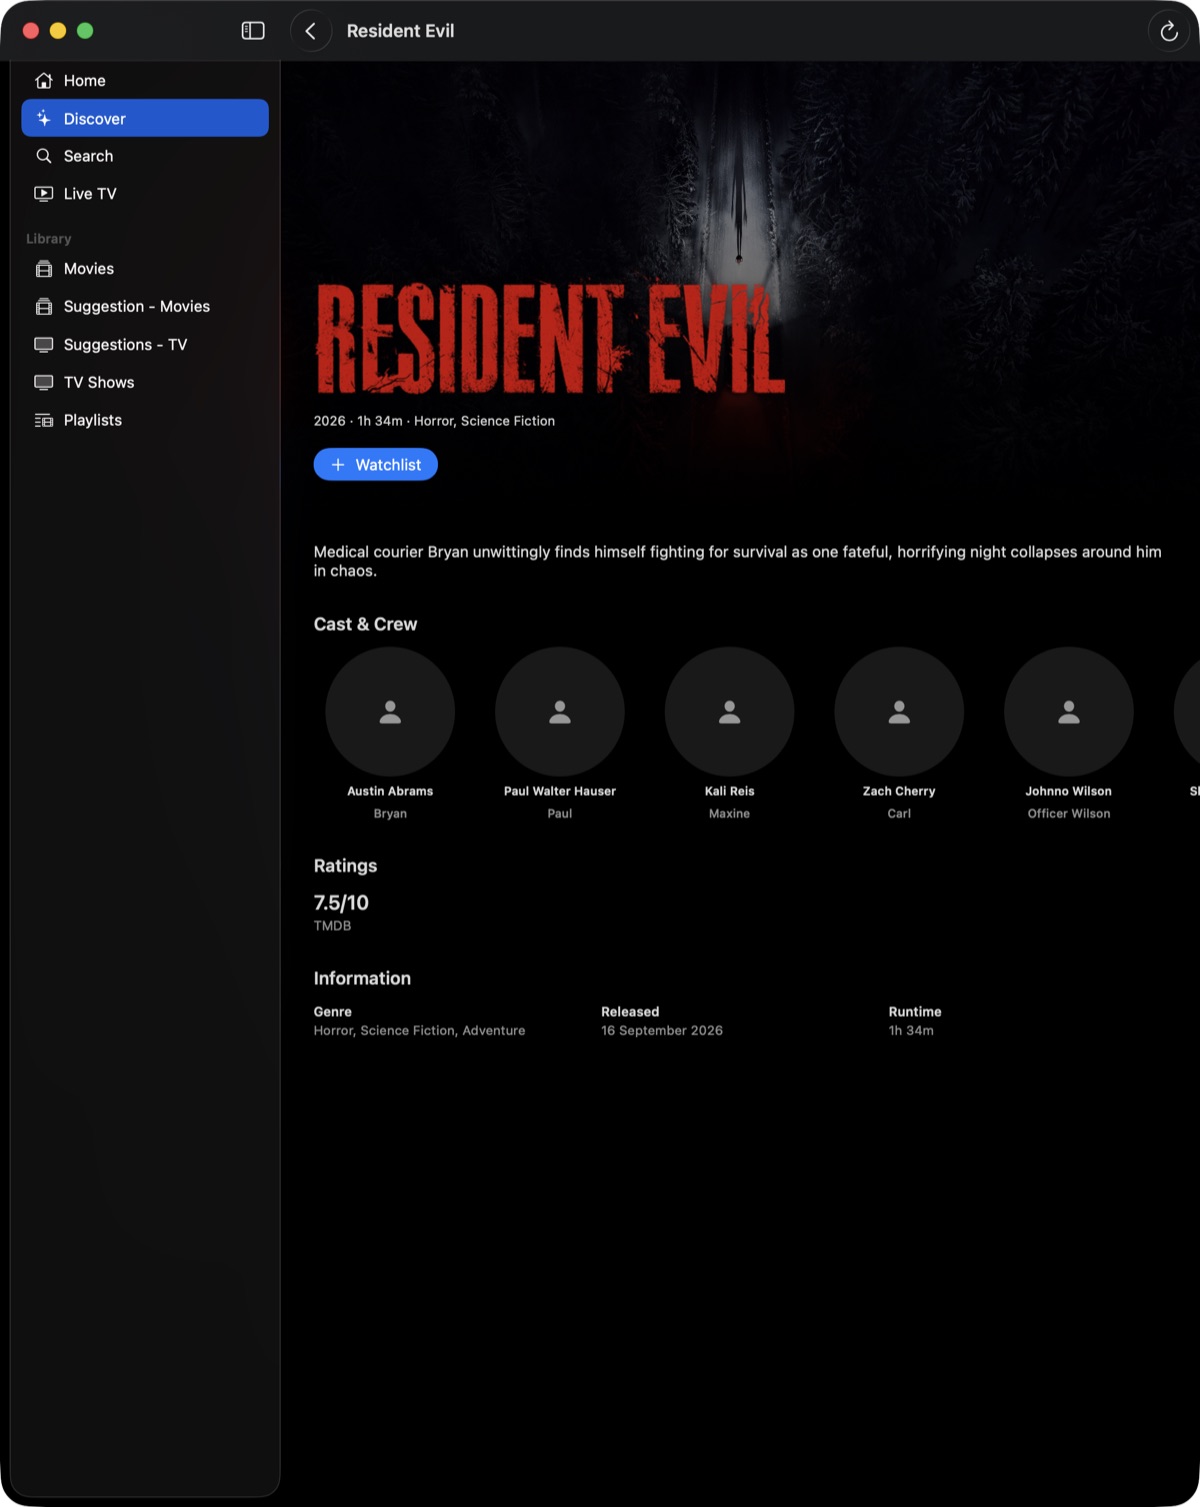 Resident Evil
Home
Discover
Search
Live TV
Library
Movies
Suggestion - Movies
Suggestions - TV
TV Shows
Playlists
RESIDENT EVIL
2026 · 1h 34m · Horror, Science Fiction
+ Watchlist
Medical courier Bryan unwittingly finds himself fighting for survival as one fateful, horrifying night collapses around him
in chaos.
Cast & Crew
Austin Abrams
Bryan
Paul Walter Hauser
Paul
Kali Reis
Maxine
Zach Cherry
Carl
Johnno Wilson
Officer Wilson
Ratings
7.5/10
TMDB
Information
Genre
Horror, Science Fiction, Adventure
Released
16 September 2026
Runtime
1h 34m